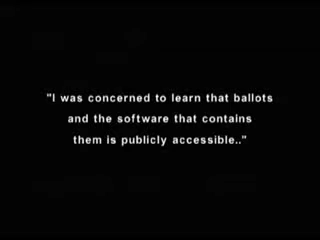 "I was concerned to learn that ballots
and the software that contains
them is publicly accessible.."